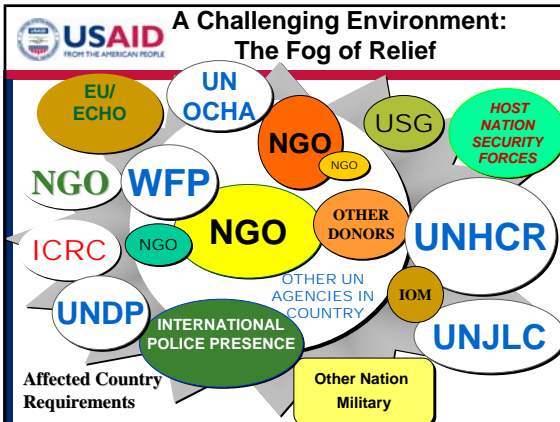 USAID
FROM THE AMERICAN PEOPLE
A Challenging Environment:
The Fog of Relief
EU/
ECHO
UN
OCHA
NGO
NGO
USG
HOST
NATION
SECURITY
FORCES
NGO
WFP
NGO
OTHER
DONORS
UNHCR
ICRC
NGO
OTHER UN
AGENCIES IN
COUNTRY
IOM
UNDP
INTERNATIONAL
POLICE PRESENCE
UNJLC
Affected Country
Requirements
Other Nation
Military